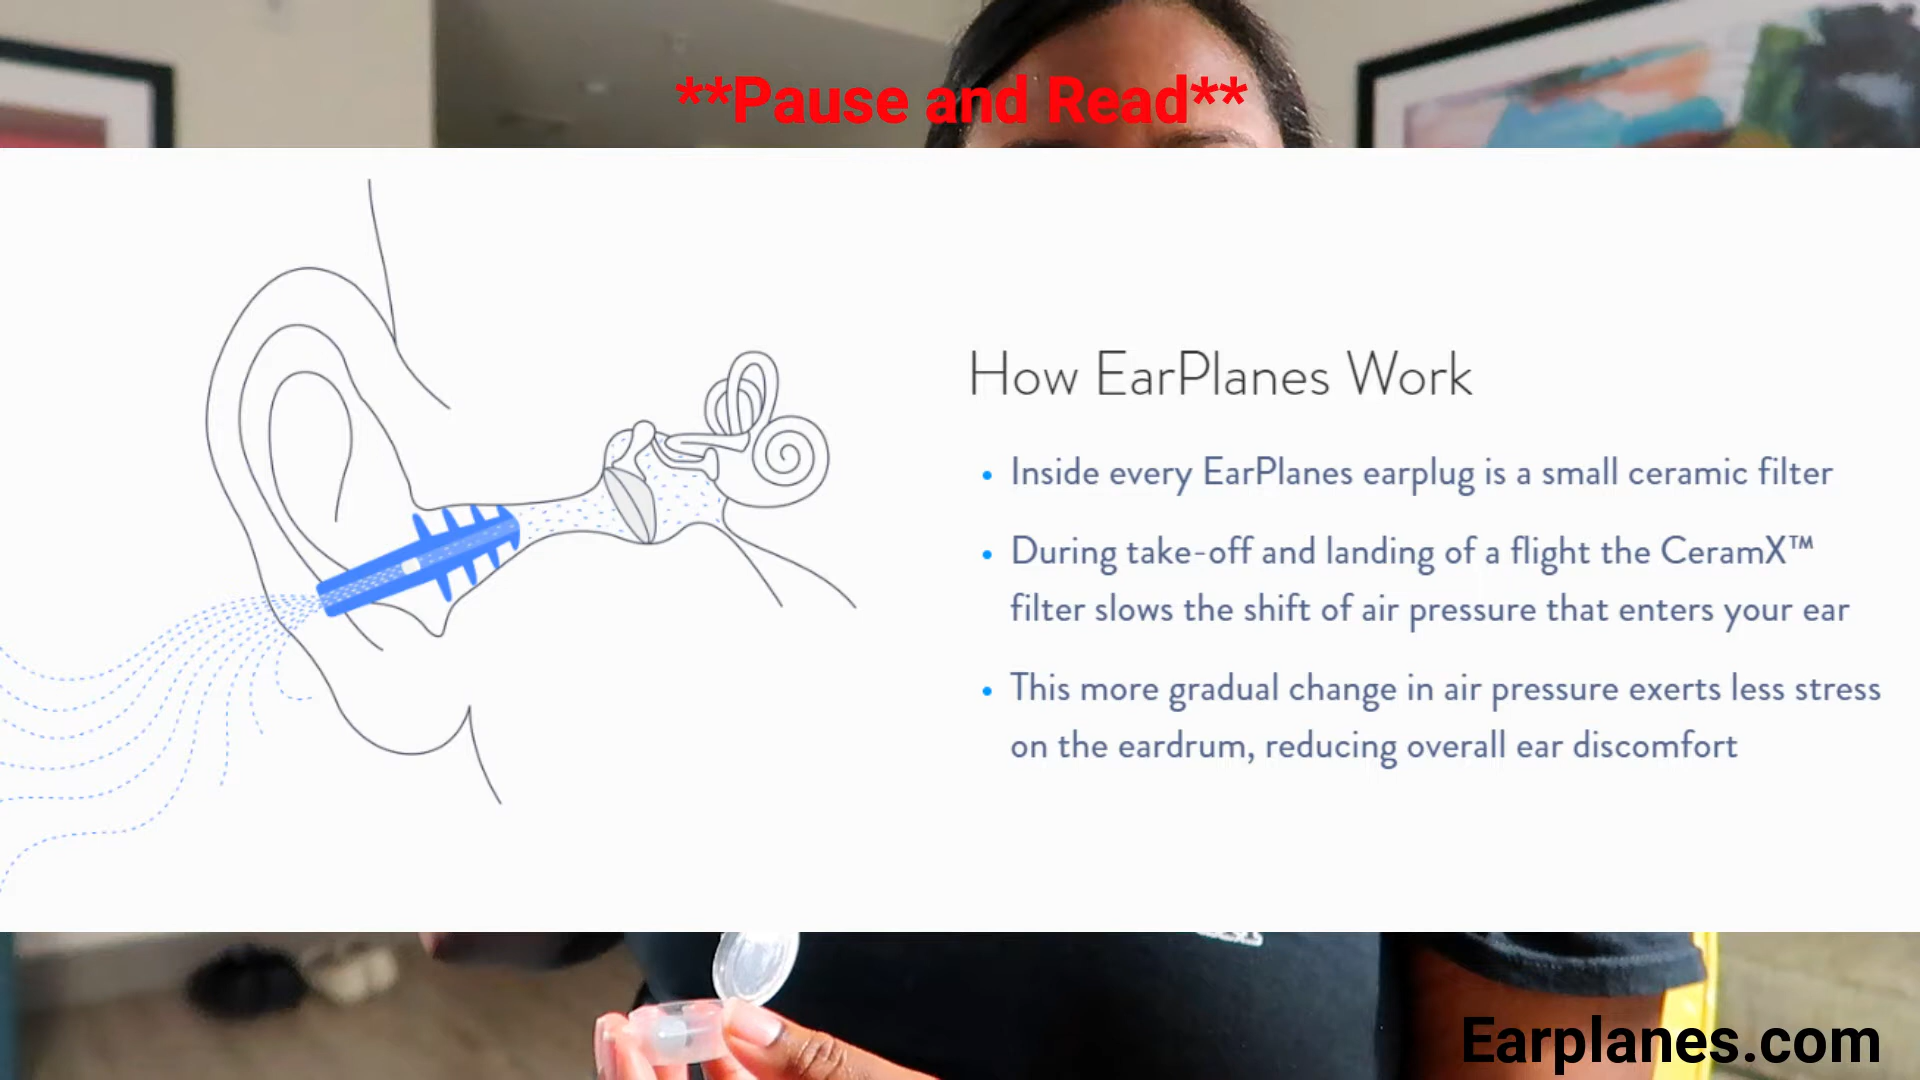 **Pause and Read**
How EarPlanes Work
• Inside every EarPlanes earplug is a small ceramic filter
• During take-off and landing of a flight the CeramX™
filter slows the shift of air pressure that enters your ear
• This more gradual change in air pressure exerts less stress
on the eardrum, reducing overall ear discomfort
Earplanes.com